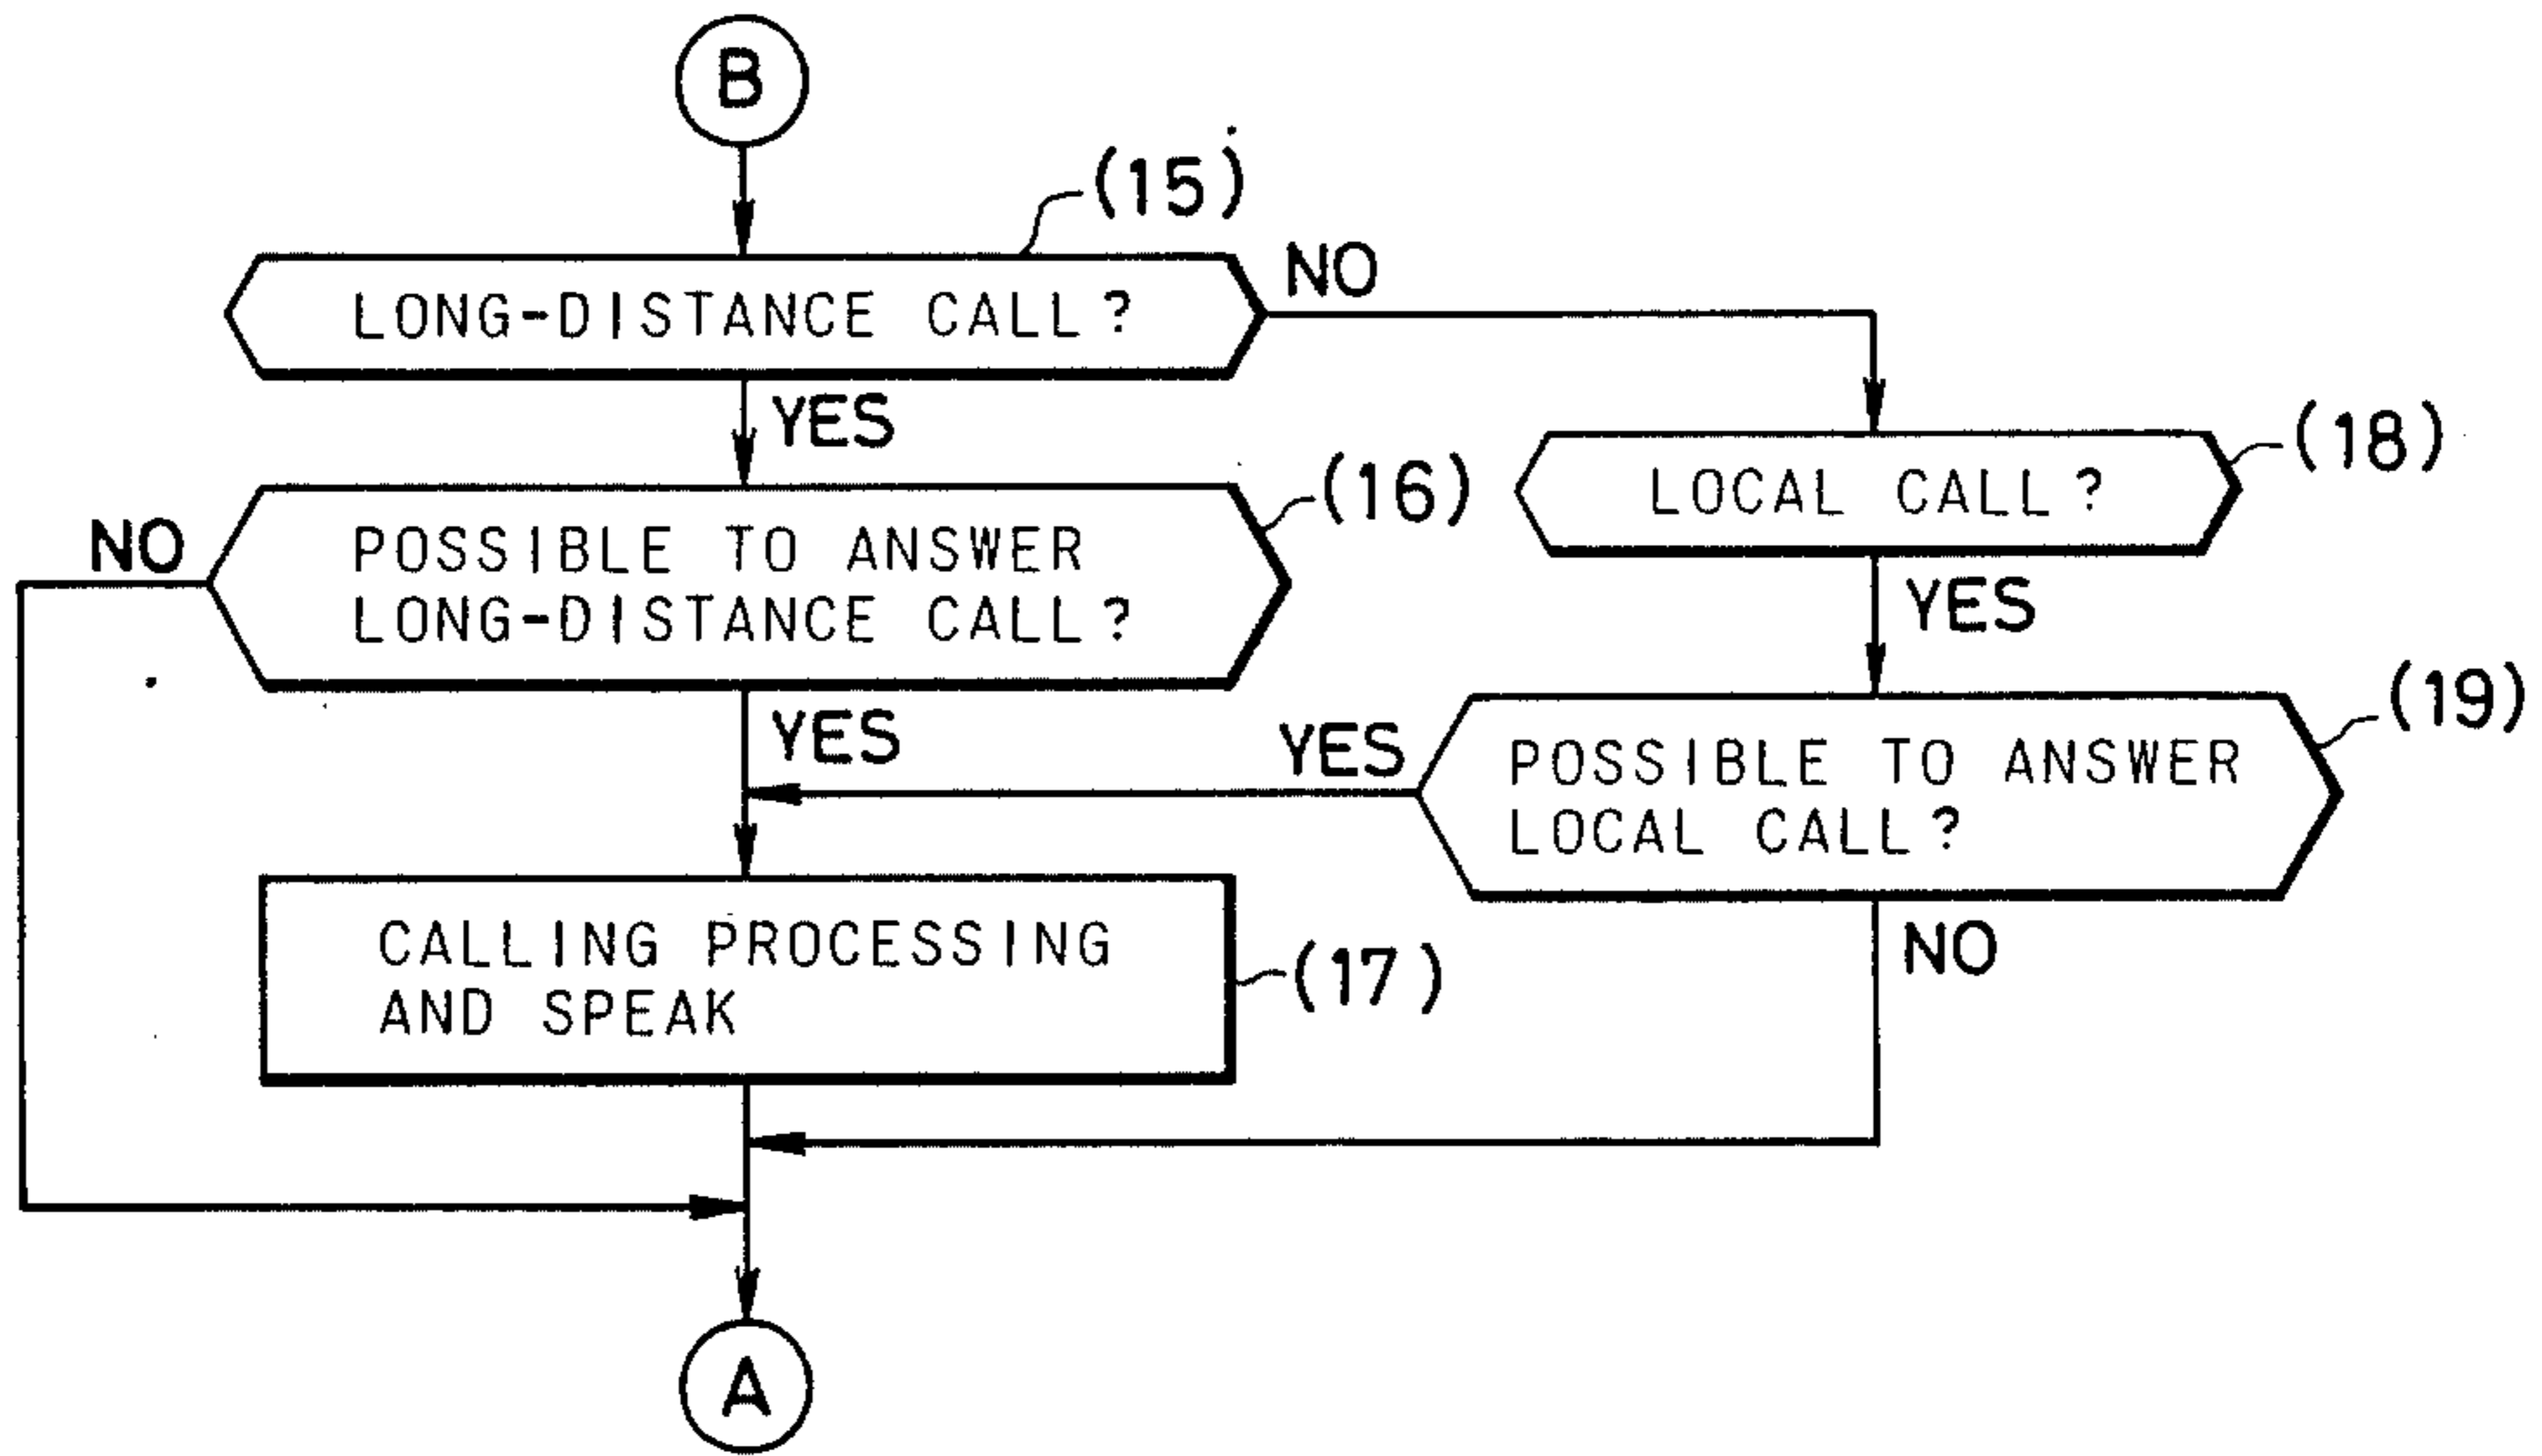 B
(15)
LONG-DISTANCE CALL?
NO
YES
(18)
LOCAL CALL?
(16)
NO
POSSIBLE TO ANSWER
LONG-DISTANCE CALL?
YES
(19)
YES
YES
POSSIBLE TO ANSWER
LOCAL CALL?
CALLING PROCESSING
AND SPEAK
(17)
NO
A